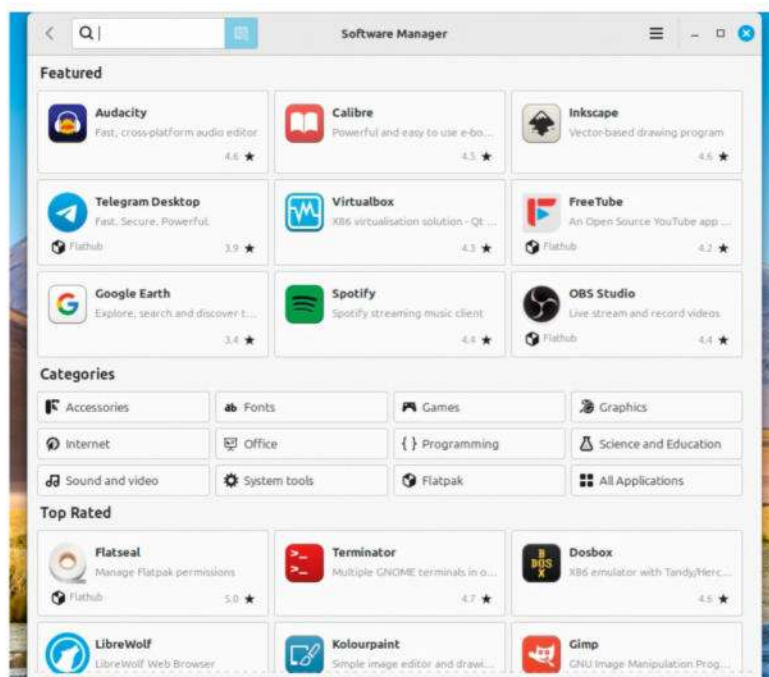 Software Manager
Featured
Audacity
Fast, cross-platform audio editor
4.6 ★
Calibre
Powerful and easy to use e-bo...
4.5 ★
Inkscape
Vector-based drawing program
4.6 ★
Telegram Desktop
Fast. Secure. Powerful.
Flathub 3.9 ★
Virtualbox
X86 virtualisation solution - Qt ...
4.3 ★
FreeTube
An Open Source YouTube app ...
Flathub 4.2 ★
Google Earth
Explore, search and discover t...
3.4 ★
Spotify
Spotify streaming music client
4.4 ★
OBS Studio
Live stream and record videos
Flathub 4.4 ★
Categories
Accessories
ab Fonts
Games
Graphics
Internet
Office
{ } Programming
Science and Education
Sound and video
System tools
Flatpak
All Applications
Top Rated
Flatseal
Manage Flatpak permissions
Flathub 5.0 ★
Terminator
Multiple GNOME terminals in o...
4.7 ★
BOXDOS
Dosbox
X86 emulator with Tandy/Herc...
4.6 ★
LibreWolf
LibreWolf Web Browser
Kolourpaint
Simple image editor and drawi...
Gimp
GNU Image Manipulation Prog...